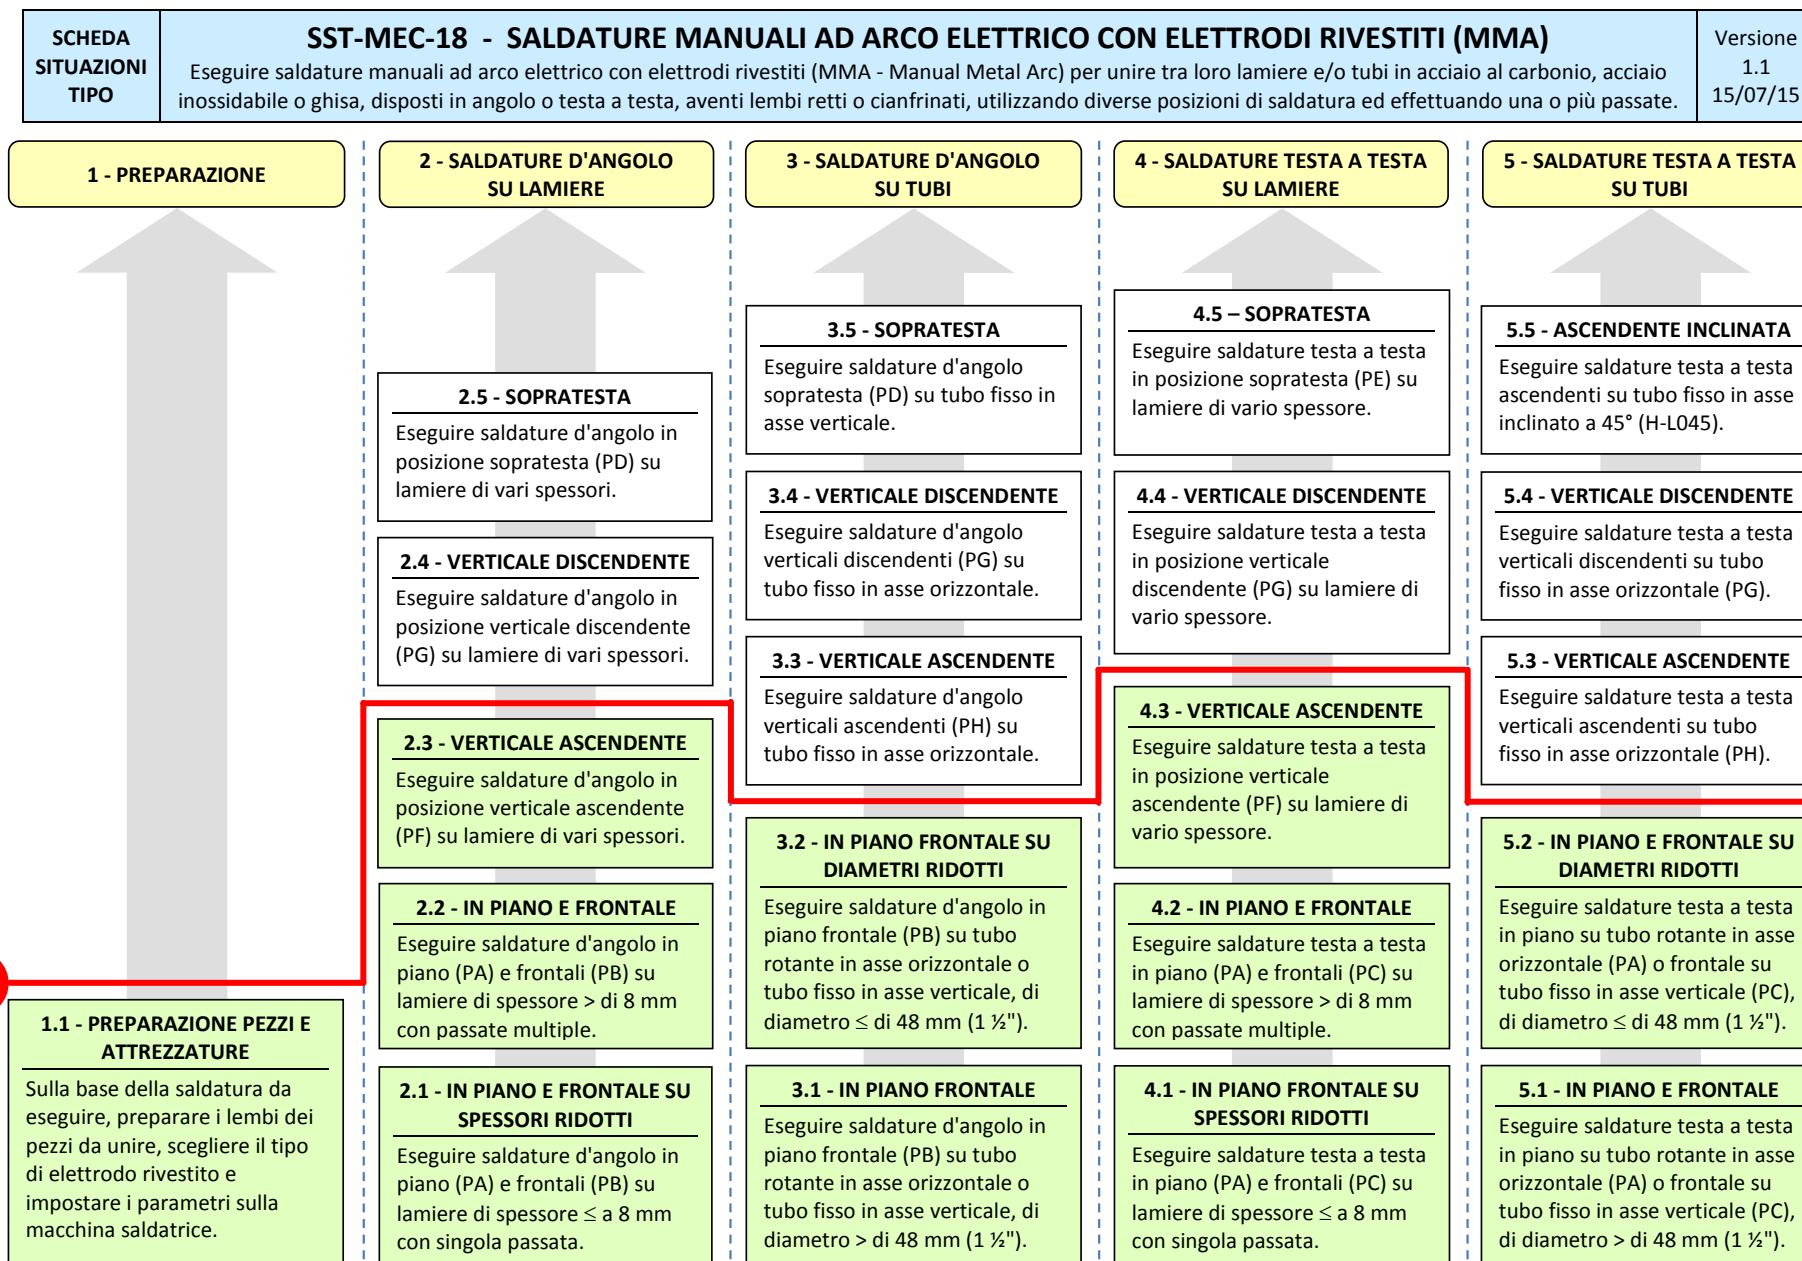 SCHEDA
SITUAZIONI
TIPO
SST-MEC-18 - SALDATURE MANUALI AD ARCO ELETTRICO CON ELETTRODI RIVESTITI (MMA)
Eseguire saldature manuali ad arco elettrico con elettrodi rivestiti (MMA - Manual Metal Arc) per unire tra loro lamiere e/o tubi in acciaio al carbonio, acciaio
inossidabile o ghisa, disposti in angolo o testa a testa, aventi lembi retti o cianfrinati, utilizzando diverse posizioni di saldatura ed effettuando una o più passate.
Versione
1.1
15/07/15
1 - PREPARAZIONE
1.1 - PREPARAZIONE PEZZI E
ATTREZZATURE
Sulla base della saldatura da
eseguire, preparare i lembi dei
pezzi da unire, scegliere il tipo
di elettrodo rivestito e
impostare i parametri sulla
macchina saldatrice.
2 - SALDATURE D'ANGOLO
SU LAMIERE
2.5 - SOPRATESTA
Eseguire saldature d'angolo in
posizione sopratesta (PD) su
lamiere di vari spessori.
2.4 - VERTICALE DISCENDENTE
Eseguire saldature d'angolo in
posizione verticale discendente
(PG) su lamiere di vari spessori.
2.3 - VERTICALE ASCENDENTE
Eseguire saldature d'angolo in
posizione verticale ascendente
(PF) su lamiere di vari spessori.
2.2 - IN PIANO E FRONTALE
Eseguire saldature d'angolo in
piano (PA) e frontali (PB) su
lamiere di spessore > di 8 mm
con passate multiple.
2.1 - IN PIANO E FRONTALE SU
SPESSORI RIDOTTI
Eseguire saldature d'angolo in
piano (PA) e frontali (PB) su
lamiere di spessore ≤ a 8 mm
con singola passata.
3 - SALDATURE D'ANGOLO
SU TUBI
3.5 - SOPRATESTA
Eseguire saldature d'angolo
sopratesta (PD) su tubo fisso in
asse verticale.
3.4 - VERTICALE DISCENDENTE
Eseguire saldature d'angolo
verticali discendenti (PG) su
tubo fisso in asse orizzontale.
3.3 - VERTICALE ASCENDENTE
Eseguire saldature d'angolo
verticali ascendenti (PH) su
tubo fisso in asse orizzontale.
3.2 - IN PIANO FRONTALE SU
DIAMETRI RIDOTTI
Eseguire saldature d'angolo in
piano frontale (PB) su tubo
rotante in asse orizzontale o
tubo fisso in asse verticale, di
diametro ≤ di 48 mm (1 ½").
3.1 - IN PIANO FRONTALE
Eseguire saldature d'angolo in
piano frontale (PB) su tubo
rotante in asse orizzontale o
tubo fisso in asse verticale, di
diametro > di 48 mm (1 ½").
4 - SALDATURE TESTA A TESTA
SU LAMIERE
4.5 – SOPRATESTA
Eseguire saldature testa a testa
in posizione sopratesta (PE) su
lamiere di vario spessore.
4.4 - VERTICALE DISCENDENTE
Eseguire saldature testa a testa
in posizione verticale
discendente (PG) su lamiere di
vario spessore.
4.3 - VERTICALE ASCENDENTE
Eseguire saldature testa a testa
in posizione verticale
ascendente (PF) su lamiere di
vario spessore.
4.2 - IN PIANO E FRONTALE
Eseguire saldature testa a testa
in piano (PA) e frontali (PC) su
lamiere di spessore > di 8 mm
con passate multiple.
4.1 - IN PIANO FRONTALE SU
SPESSORI RIDOTTI
Eseguire saldature testa a testa
in piano (PA) e frontali (PC) su
lamiere di spessore ≤ a 8 mm
con singola passata.
5 - SALDATURE TESTA A TESTA
SU TUBI
5.5 - ASCENDENTE INCLINATA
Eseguire saldature testa a testa
ascendenti su tubo fisso in asse
inclinato a 45° (H-L045).
5.4 - VERTICALE DISCENDENTE
Eseguire saldature testa a testa
verticali discendenti su tubo
fisso in asse orizzontale (PG).
5.3 - VERTICALE ASCENDENTE
Eseguire saldature testa a testa
verticali ascendenti su tubo
fisso in asse orizzontale (PH).
5.2 - IN PIANO E FRONTALE SU
DIAMETRI RIDOTTI
Eseguire saldature testa a testa
in piano su tubo rotante in asse
orizzontale (PA) o frontale su
tubo fisso in asse verticale (PC),
di diametro ≤ di 48 mm (1 ½").
5.1 - IN PIANO E FRONTALE
Eseguire saldature testa a testa
in piano su tubo rotante in asse
orizzontale (PA) o frontale su
tubo fisso in asse verticale (PC),
di diametro > di 48 mm (1 ½").